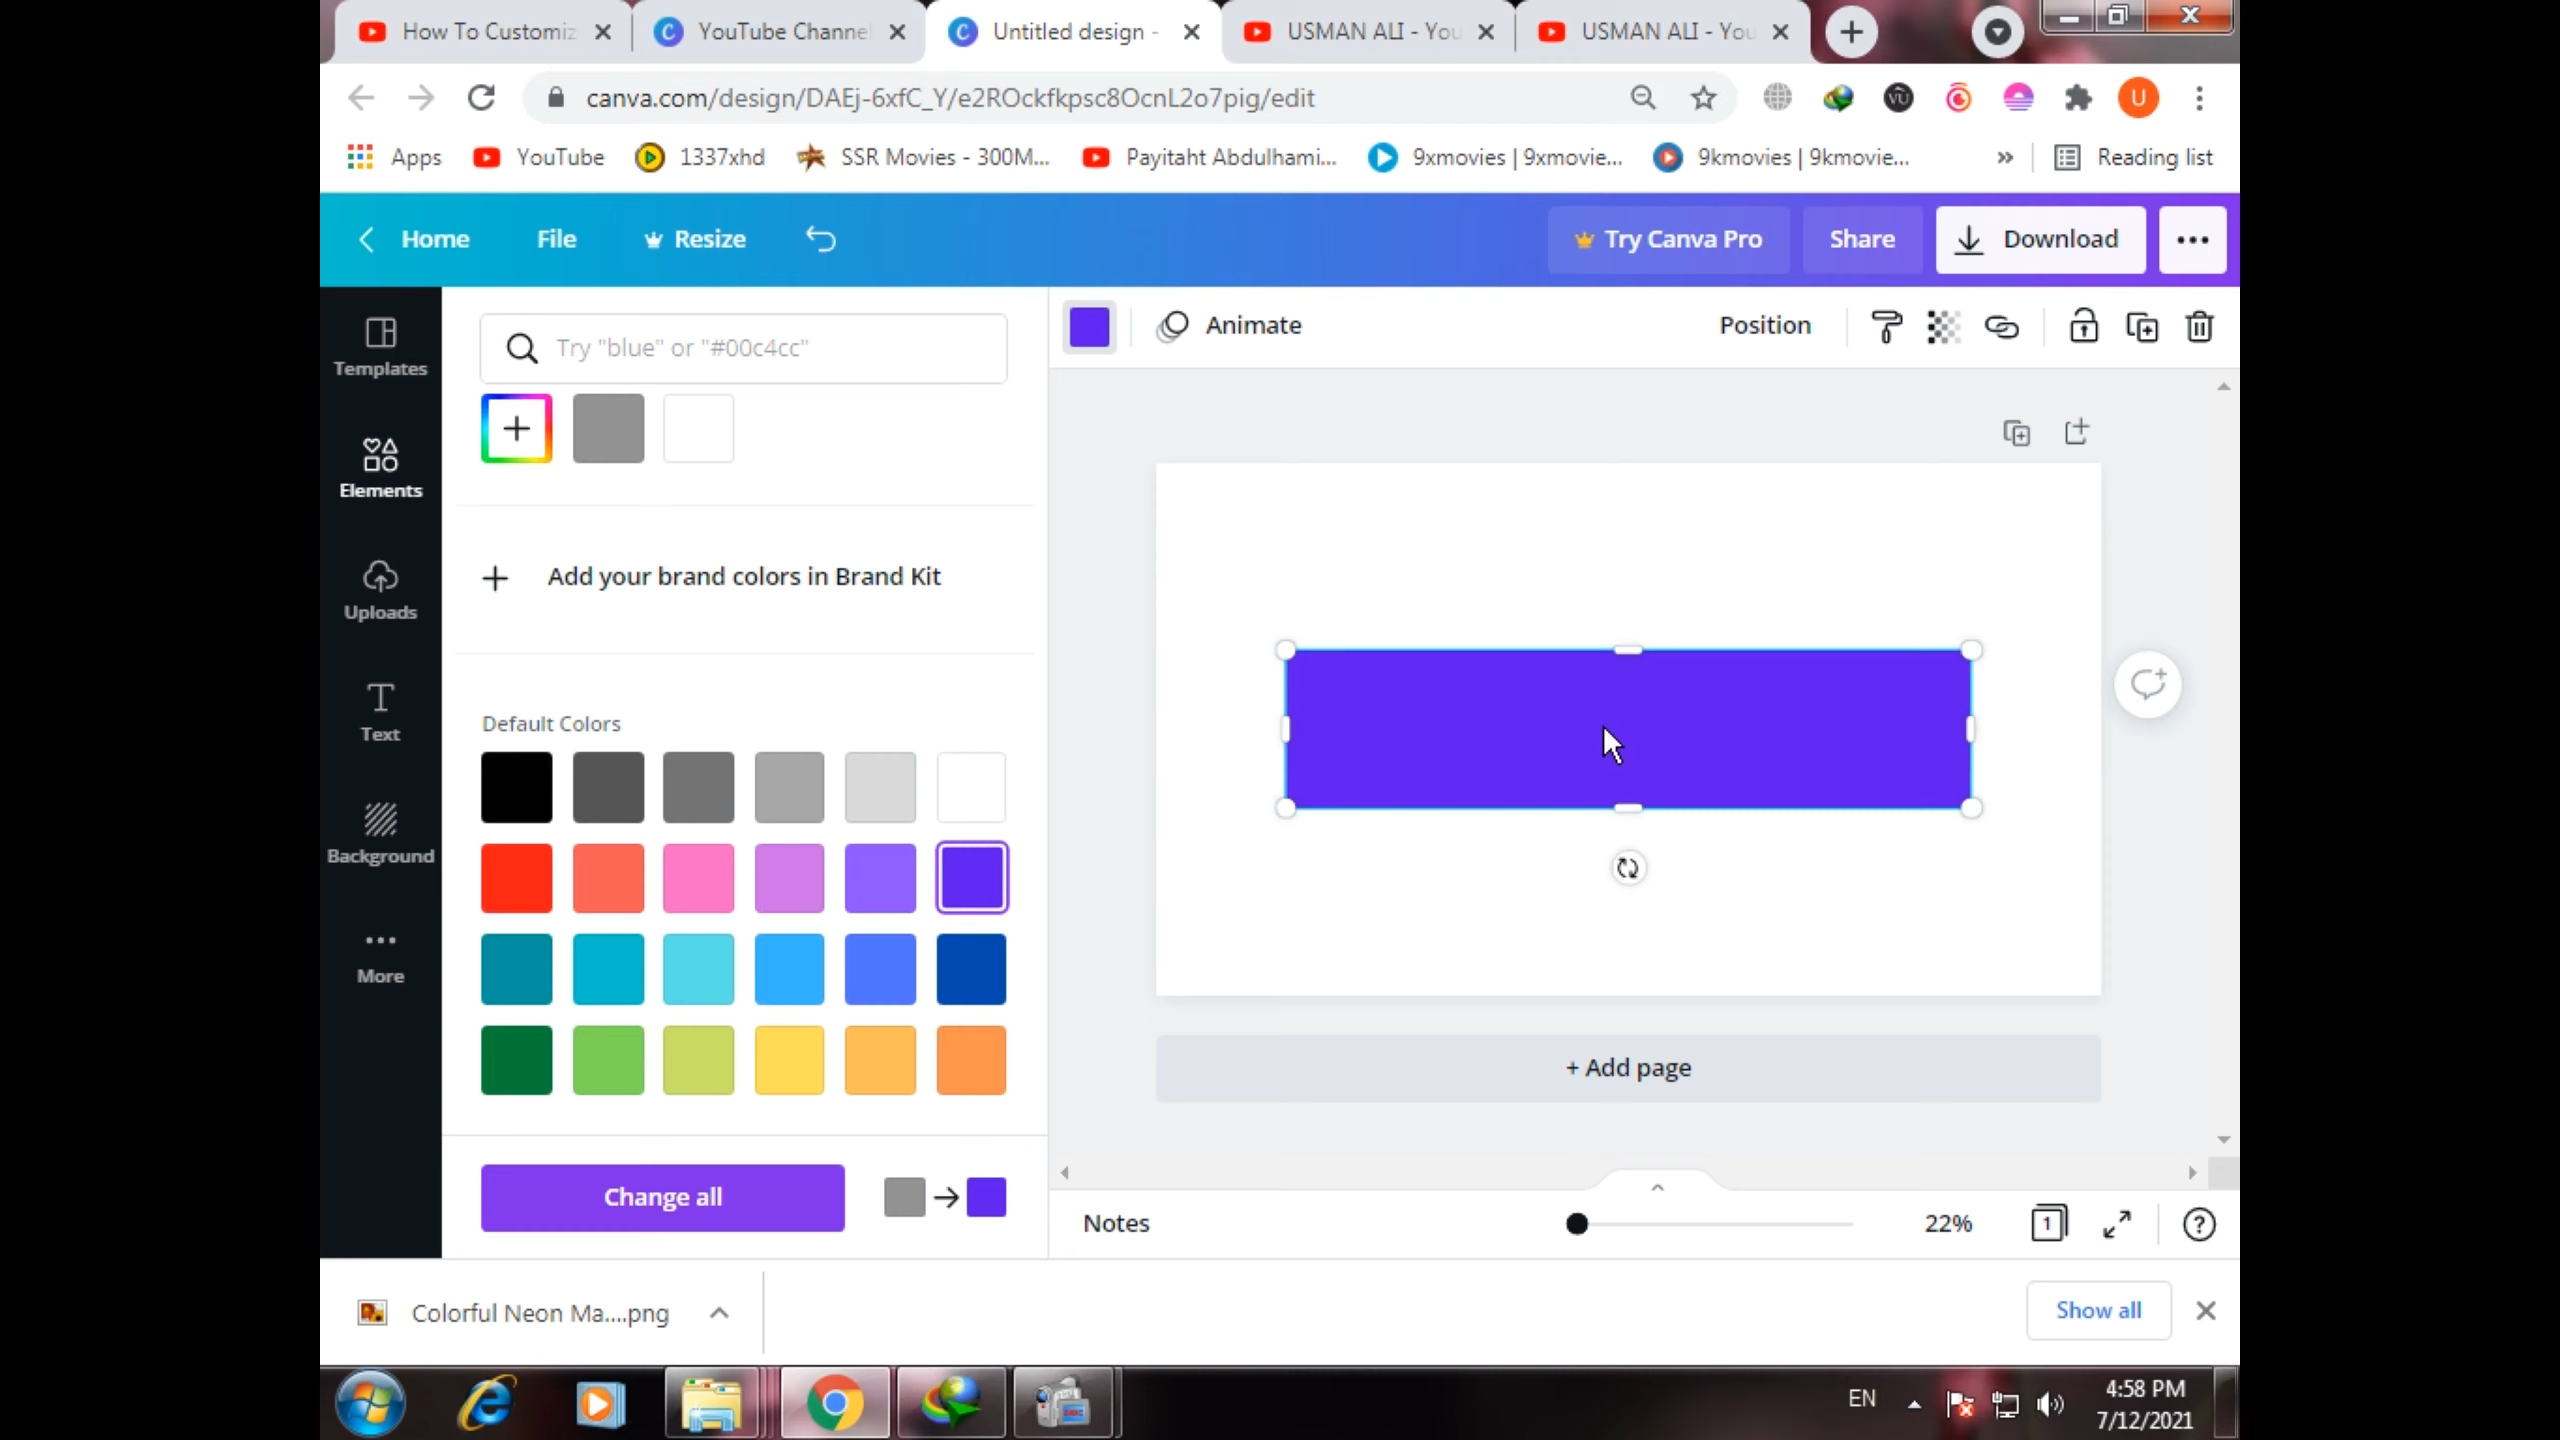 How To Customiz
YouTube Channel
Untitled design -
USMAN ALI - You
USMAN ALI - You
canva.com/design/DAEj-6xfC_Y/e2ROckfkpsc8OcnL2o7pig/edit
U
Apps
YouTube
1337xhd
SSR Movies - 300M...
Payitaht Abdulhami...
9xmovies | 9xmovie...
9kmovies | 9kmovie...
»
Reading list
Home
File
Resize
Try Canva Pro
Share
Download
Templates
Elements
Uploads
Text
Background
More
Try "blue" or "#00c4cc"
Add your brand colors in Brand Kit
Default Colors
Change all
Animate
Position
+ Add page
Notes
22%
1
Colorful Neon Ma....png
Show all
EN
4:58 PM
7/12/2021